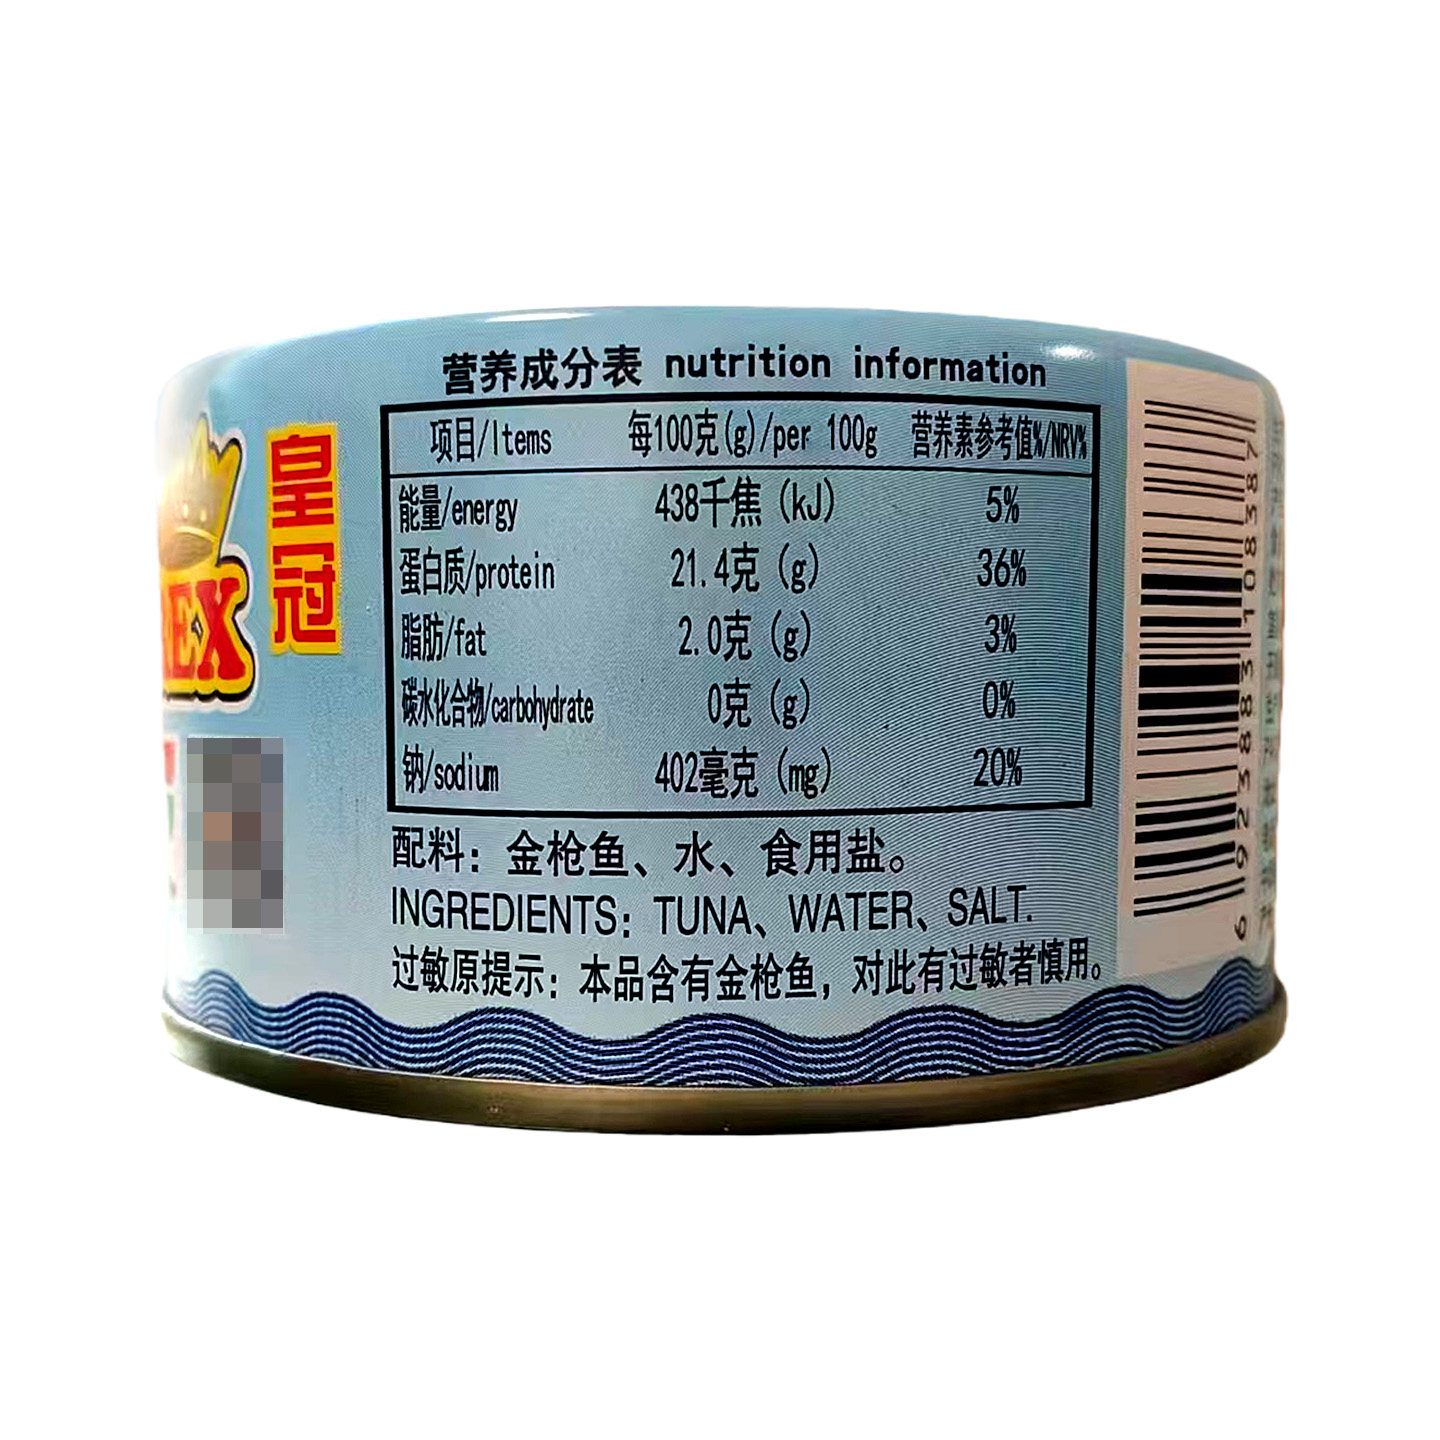 皇冠
REX
营养成分表 nutrition information
项目/Items 每100克(g)/per 100g 营养素参考值%/NRV%
能量/energy 438千焦(kJ) 5%
蛋白质/protein 21.4克(g) 36%
脂肪/fat 2.0克(g) 3%
碳水化合物/carbohydrate 0克(g) 0%
钠/sodium 402毫克(mg) 20%
配料：金枪鱼、水、食用盐。
INGREDIENTS：TUNA、WATER、SALT.
过敏原提示：本品含有金枪鱼，对此有过敏者慎用。
6 923883 108387